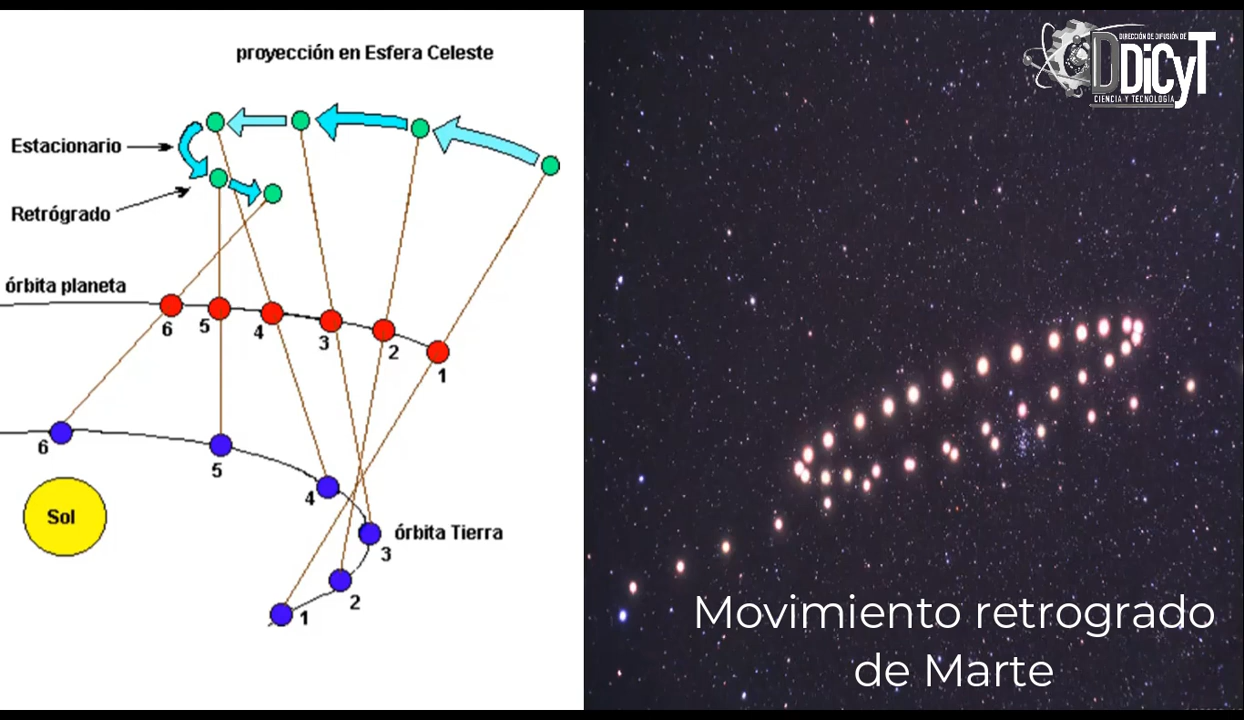 proyección en Esfera Celeste
Estacionario
Retrógrado
órbita planeta
6
5
4
3
2
1
6
5
4
3
2
1
Sol
órbita Tierra
DIRECCIÓN DE DIFUSIÓN DE
DDiCyT
CIENCIA Y TECNOLOGÍA
Movimiento retrogrado
de Marte